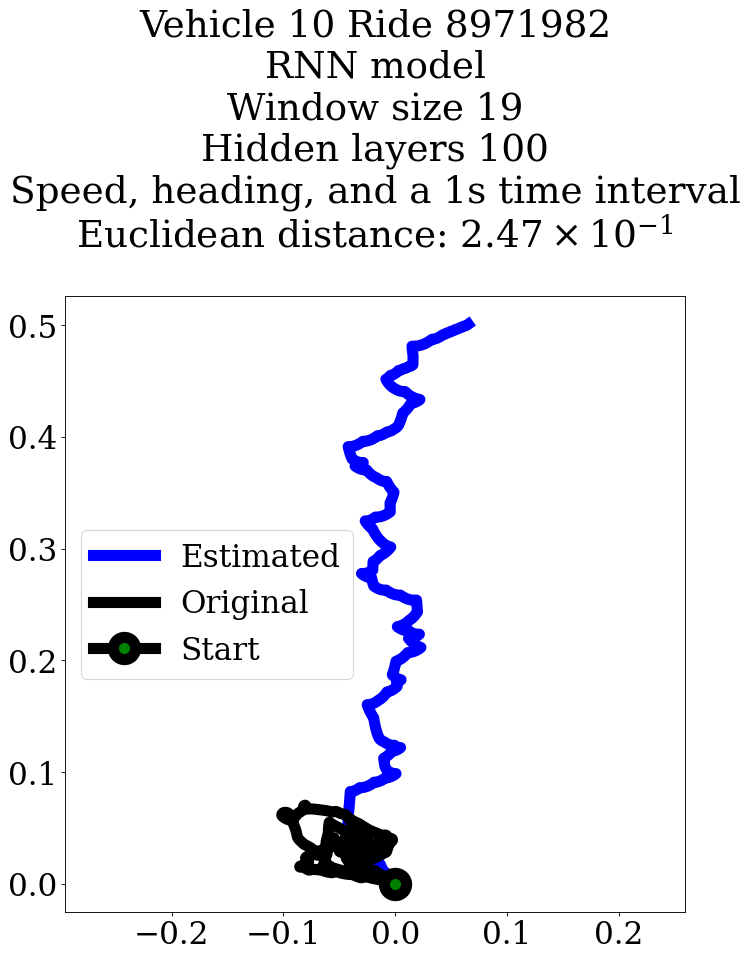 Vehicle 10 Ride 8971982
RNN model
Window size 19
Hidden layers 100
Speed, heading, and a 1s time interval
Euclidean distance: 2.47 × 10⁻¹
0.5
0.4
0.3
0.2
0.1
0.0
Estimated
Original
Start
−0.2
−0.1
0.0
0.1
0.2